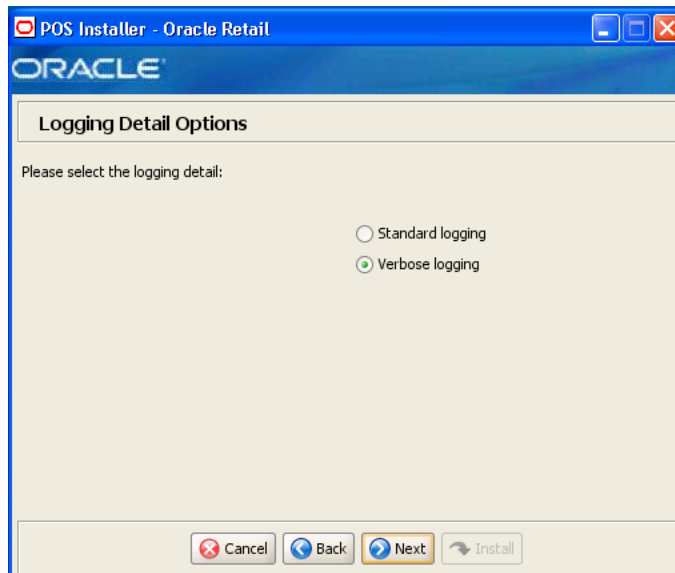 POS Installer - Oracle Retail
ORACLE
Logging Detail Options
Please select the logging detail:
Standard logging
Verbose logging
Cancel Back Next Install